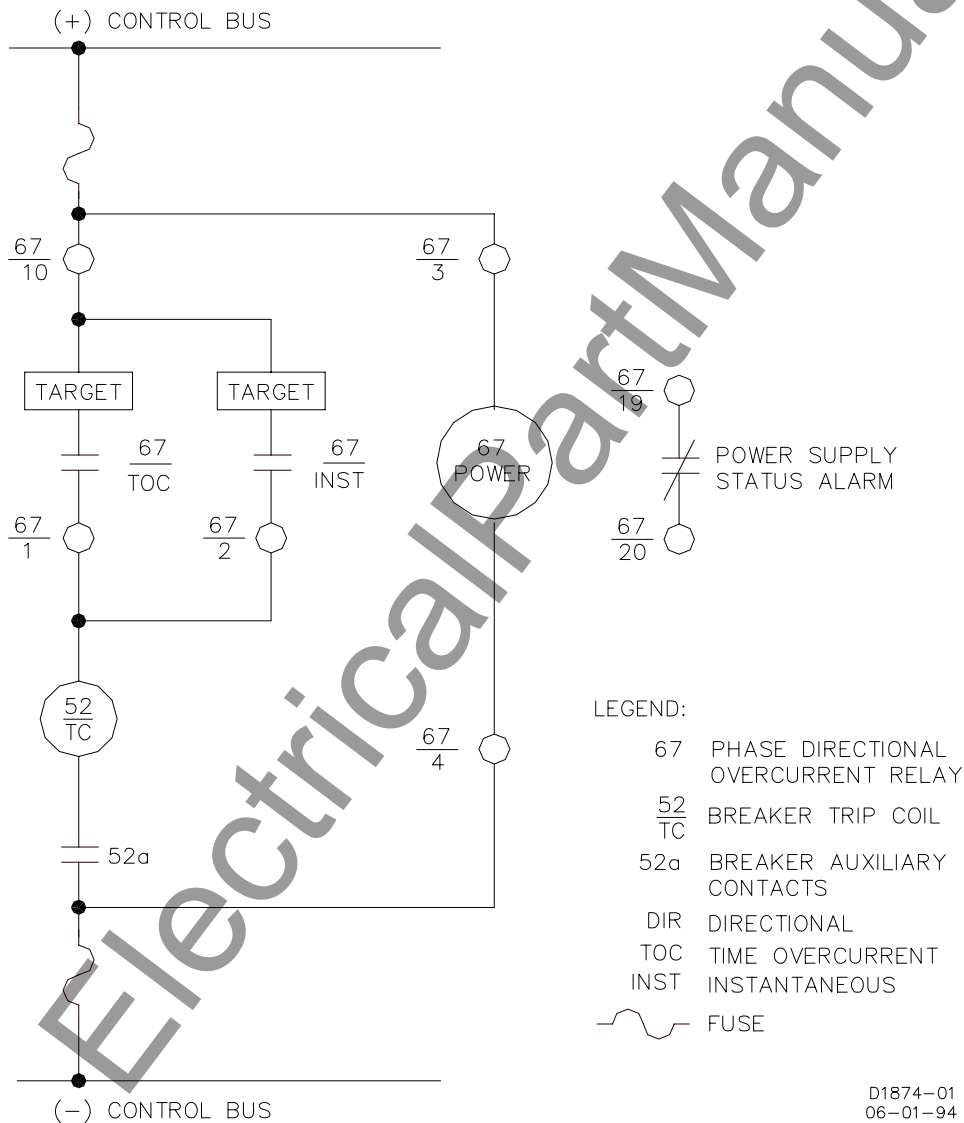 (+) CONTROL BUS
67
10
67
3
TARGET
TARGET
67
TOC
67
INST
67
POWER
67
19
POWER SUPPLY
STATUS ALARM
67
1
67
2
67
20
52
TC
67
4
52a
LEGEND:
67 PHASE DIRECTIONAL
OVERCURRENT RELAY
52
TC BREAKER TRIP COIL
52a BREAKER AUXILIARY
CONTACTS
DIR DIRECTIONAL
TOC TIME OVERCURRENT
INST INSTANTANEOUS
FUSE
(−) CONTROL BUS
D1874−01
06−01−94
ElectricalPartManua